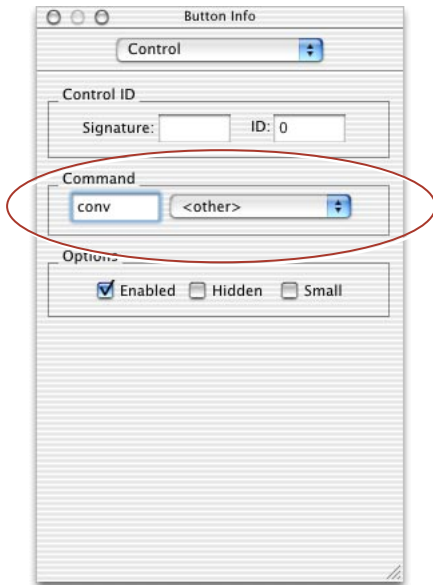 Button Info
Control
Control ID
Signature: ID: 0
Command
conv <other>
Options
Enabled Hidden Small